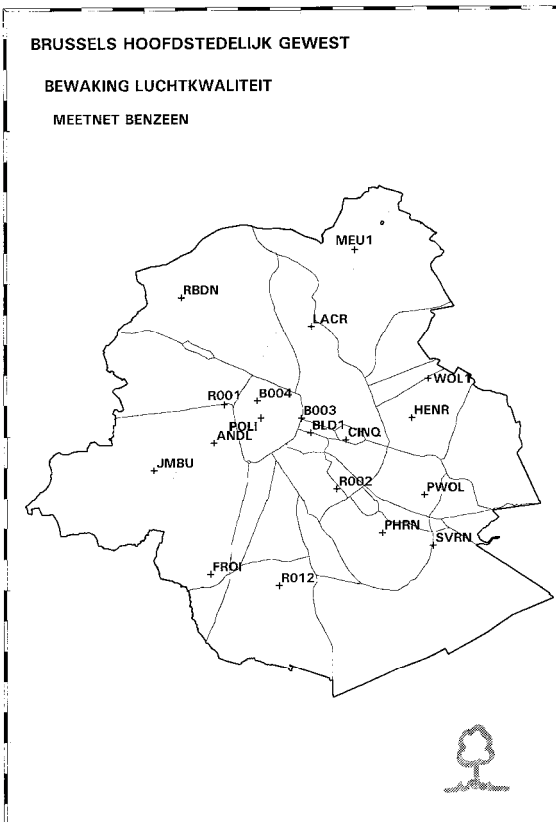 BRUSSELS HOOFDSTEDELIJK GEWEST
BEWAKING LUCHTKWALITEIT
MEETNET BENZEEN
MEU1
RBDN
LACR
WOL1
R001
B004
B003
HENR
POLI
BLD1
CINQ
ANDL
JMBU
R002
PWOL
PHRN
SVRN
FROI
R012